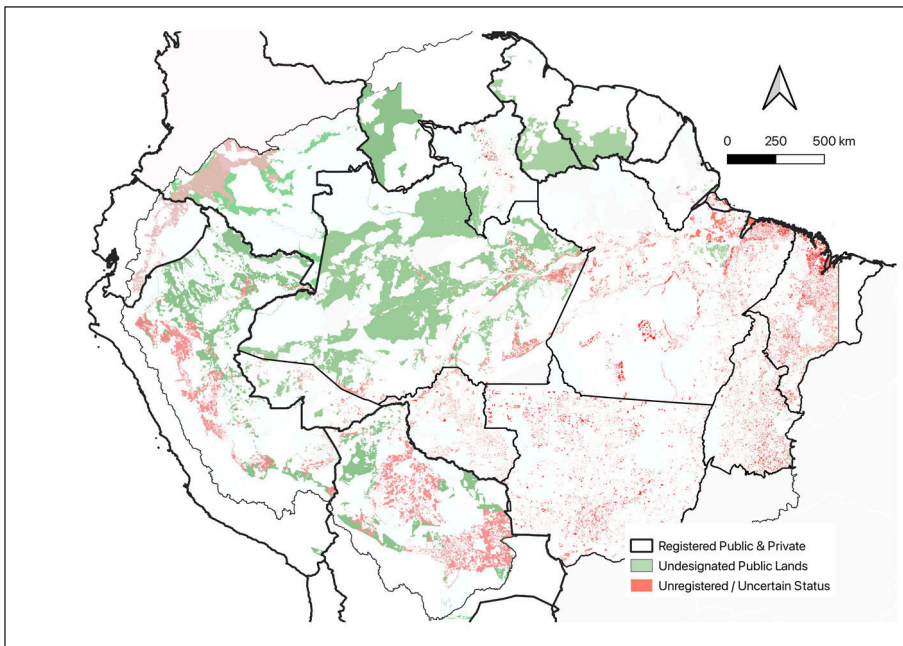 0 250 500 km
Registered Public & Private
Undesignated Public Lands
Unregistered / Uncertain Status